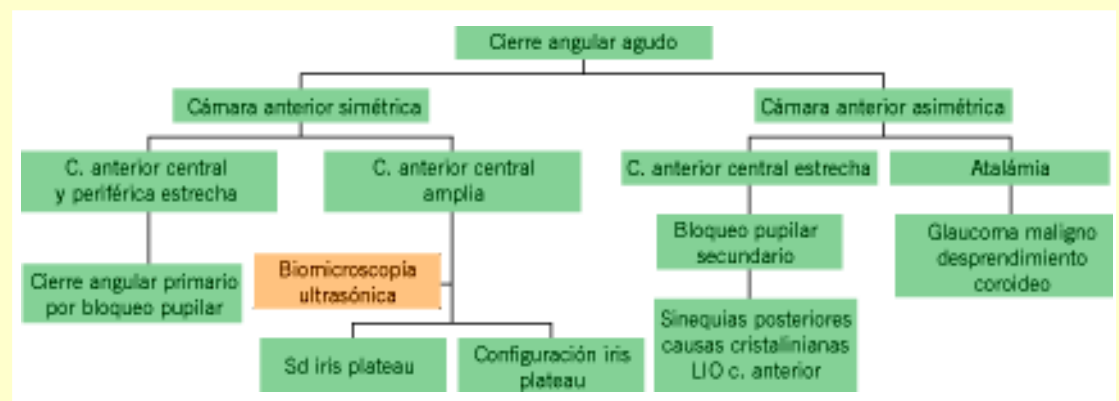 Cierre angular agudo
Cámara anterior simétrica
Cámara anterior asimétrica
C. anterior central
y periférica estrecha
C. anterior central
amplia
C. anterior central estrecha
Atalámia
Bloqueo pupilar
secundario
Glaucoma maligno
desprendimiento
coroideo
Biomicroscopía
ultrasónica
Cierre angular primario
por bloqueo pupilar
Sinequias posteriores
causas cristalinianas
LIO c. anterior
Sd iris plateau
Configuración iris
plateau